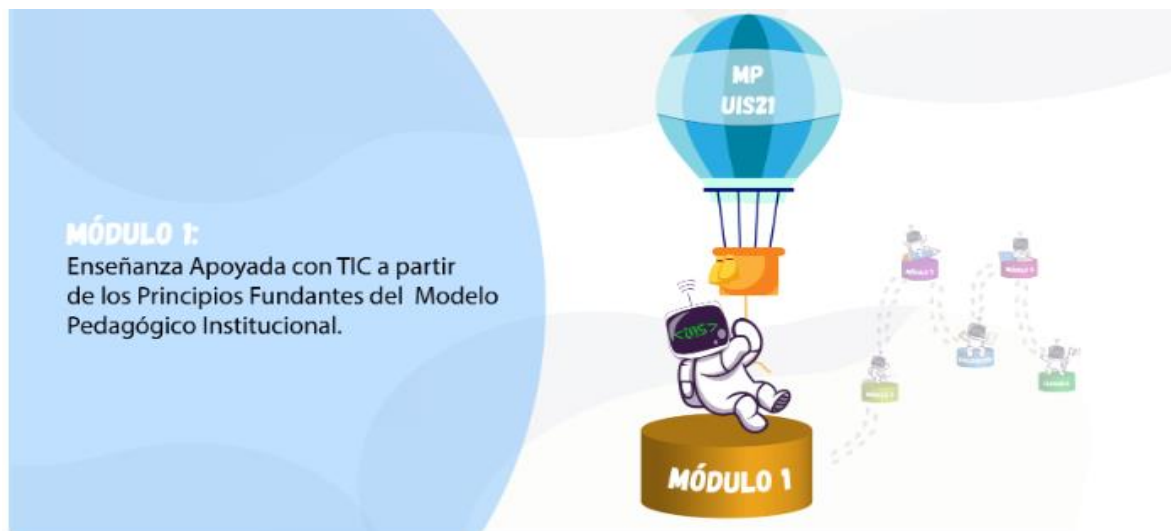 MÓDULO 1:
Enseñanza Apoyada con TIC a partir
de los Principios Fundantes del Modelo
Pedagógico Institucional.
MP
UIS21
<UIS>
MÓDULO 1